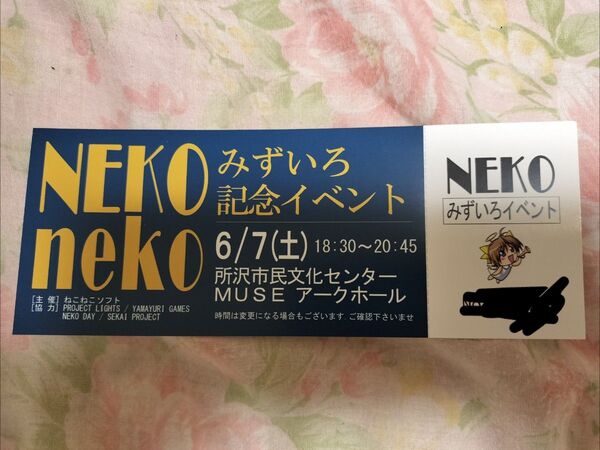 NEKO
neko
みずいろ
記念イベント
6/7(土) 18:30～20:45
所沢市民文化センター
MUSE アークホール
時間は変更になる場合もございます.ご確認下さいませ
[主 催] ねこねこソフト
[協 力] PROJECT LIGHTS / YAMAYURI GAMES
NEKO DAY / SEKAI PROJECT
NEKO
みずいろイベント